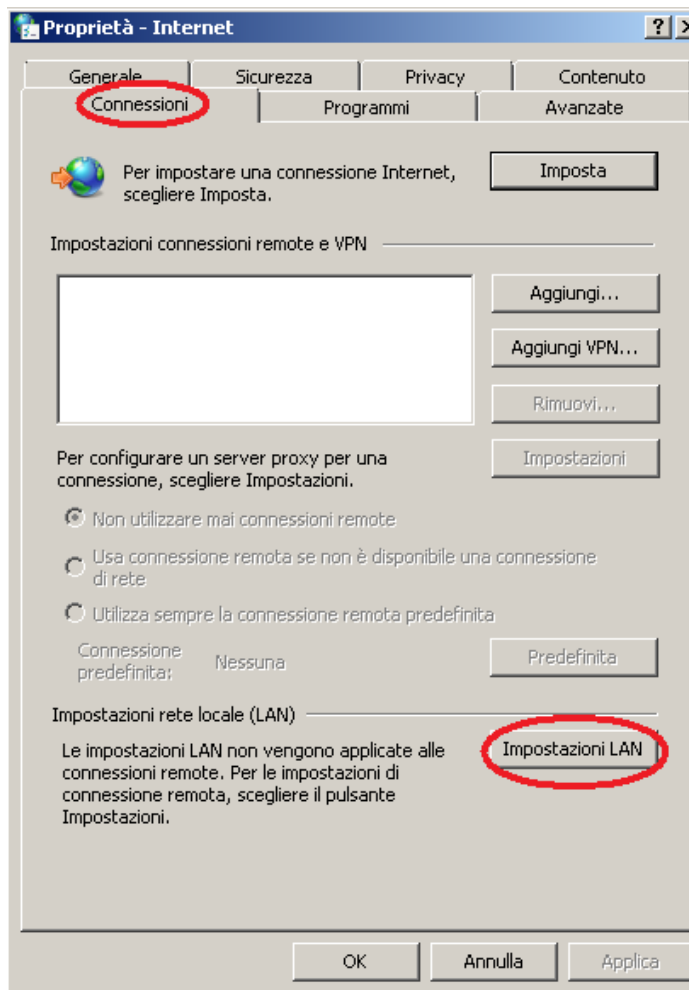 Proprietà - Internet
Generale
Sicurezza
Privacy
Contenuto
Connessioni
Programmi
Avanzate
Per impostare una connessione Internet,
scegliere Imposta.
Imposta
Impostazioni connessioni remote e VPN
Aggiungi...
Aggiungi VPN...
Rimuovi...
Per configurare un server proxy per una
connessione, scegliere Impostazioni.
Impostazioni
Non utilizzare mai connessioni remote
Usa connessione remota se non è disponibile una connessione
di rete
Utilizza sempre la connessione remota predefinita
Connessione
predefinita:
Nessuna
Predefinita
Impostazioni rete locale (LAN)
Le impostazioni LAN non vengono applicate alle
connessioni remote. Per le impostazioni di
connessione remota, scegliere il pulsante
Impostazioni.
Impostazioni LAN
OK
Annulla
Applica